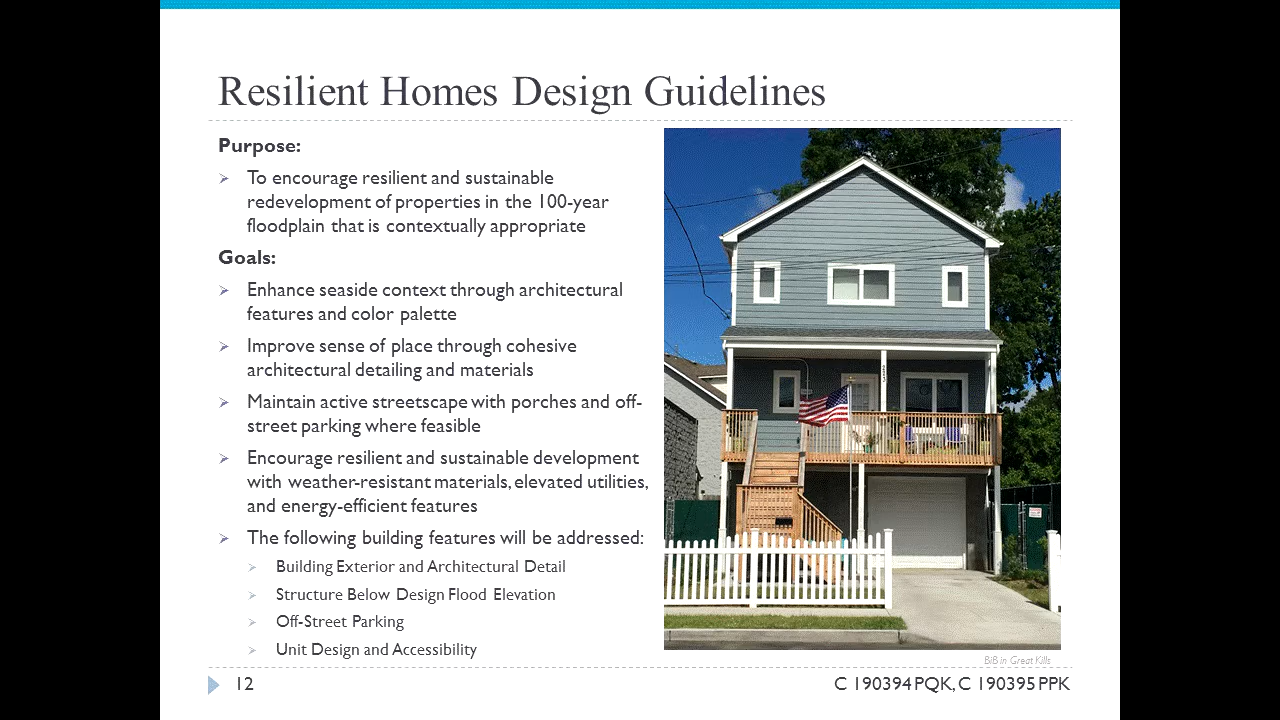 Resilient Homes Design Guidelines
Purpose:
To encourage resilient and sustainable
redevelopment of properties in the 100-year
floodplain that is contextually appropriate
Goals:
Enhance seaside context through architectural
features and color palette
Improve sense of place through cohesive
architectural detailing and materials
Maintain active streetscape with porches and off-
street parking where feasible
Encourage resilient and sustainable development
with weather-resistant materials, elevated utilities,
and energy-efficient features
The following building features will be addressed:
Building Exterior and Architectural Detail
Structure Below Design Flood Elevation
Off-Street Parking
Unit Design and Accessibility
BiB in Great Kills
12
C 190394 PQK, C 190395 PPK